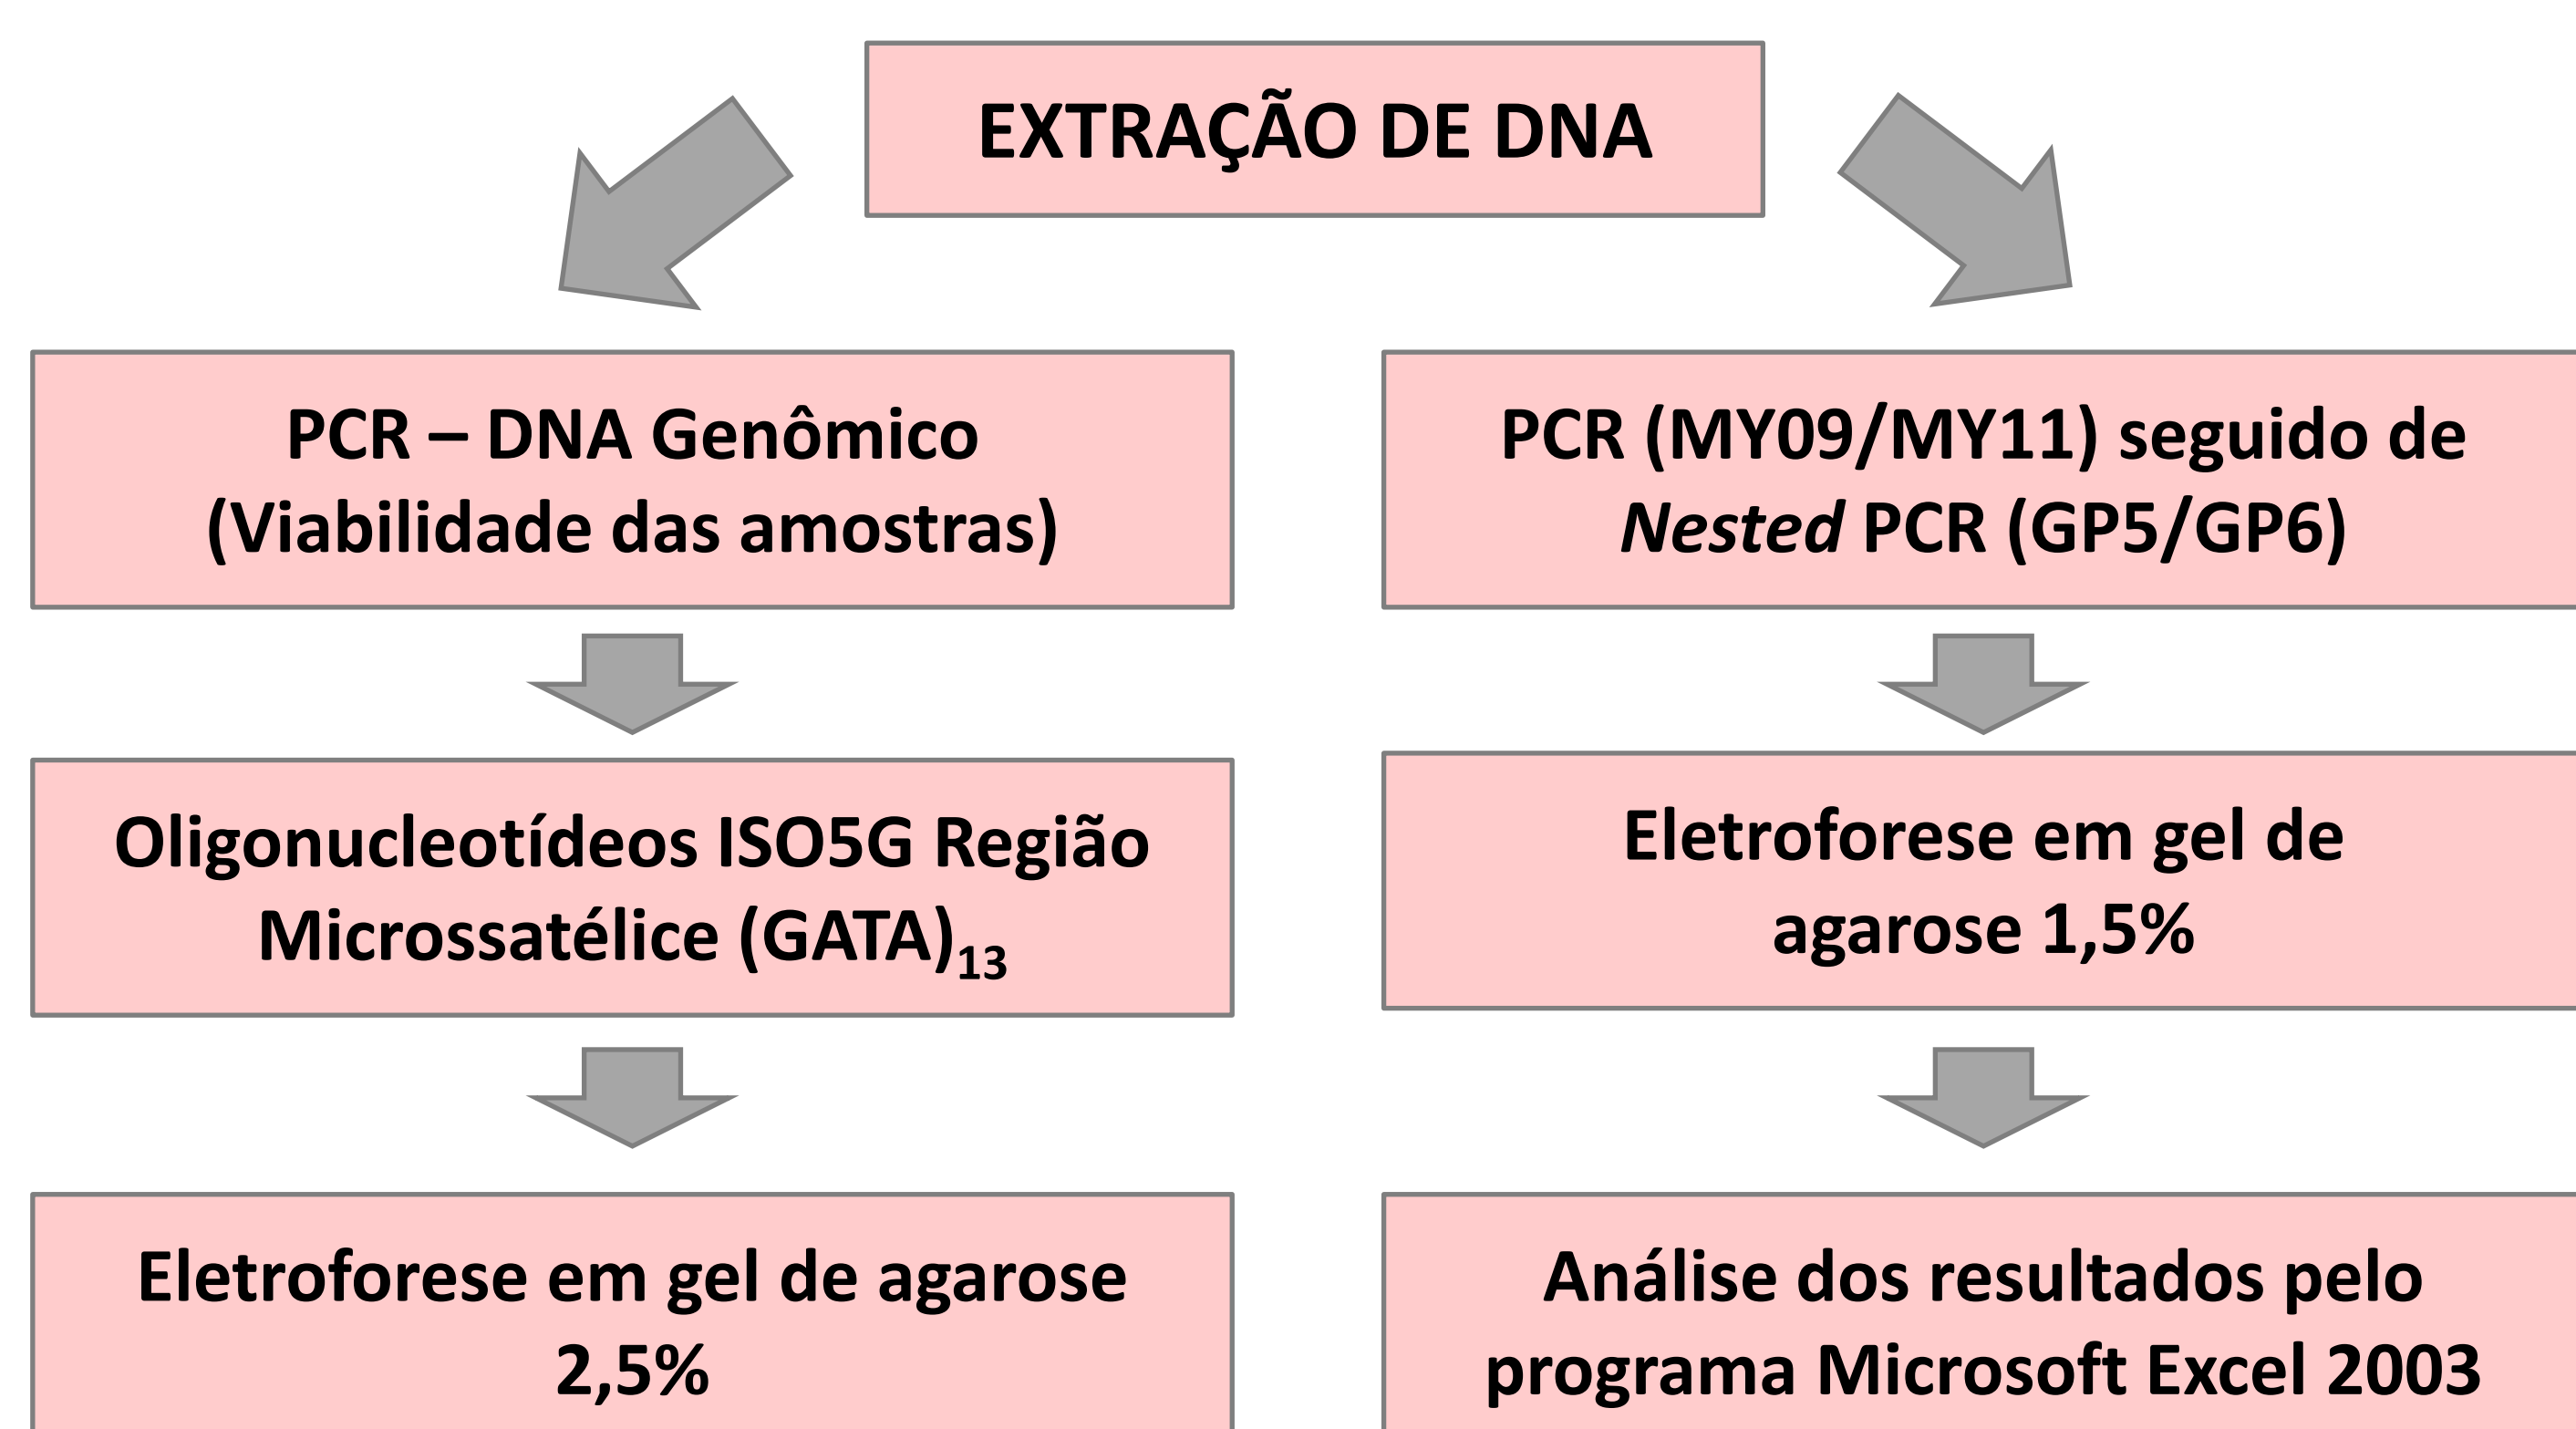 EXTRAÇÃO DE DNA
PCR – DNA Genômico
(Viabilidade das amostras)
PCR (MY09/MY11) seguido de
Nested PCR (GP5/GP6)
Oligonucleotídeos ISO5G Região
Microssatélice (GATA)₁₃
Eletroforese em gel de
agarose 1,5%
Eletroforese em gel de agarose
2,5%
Análise dos resultados pelo
programa Microsoft Excel 2003